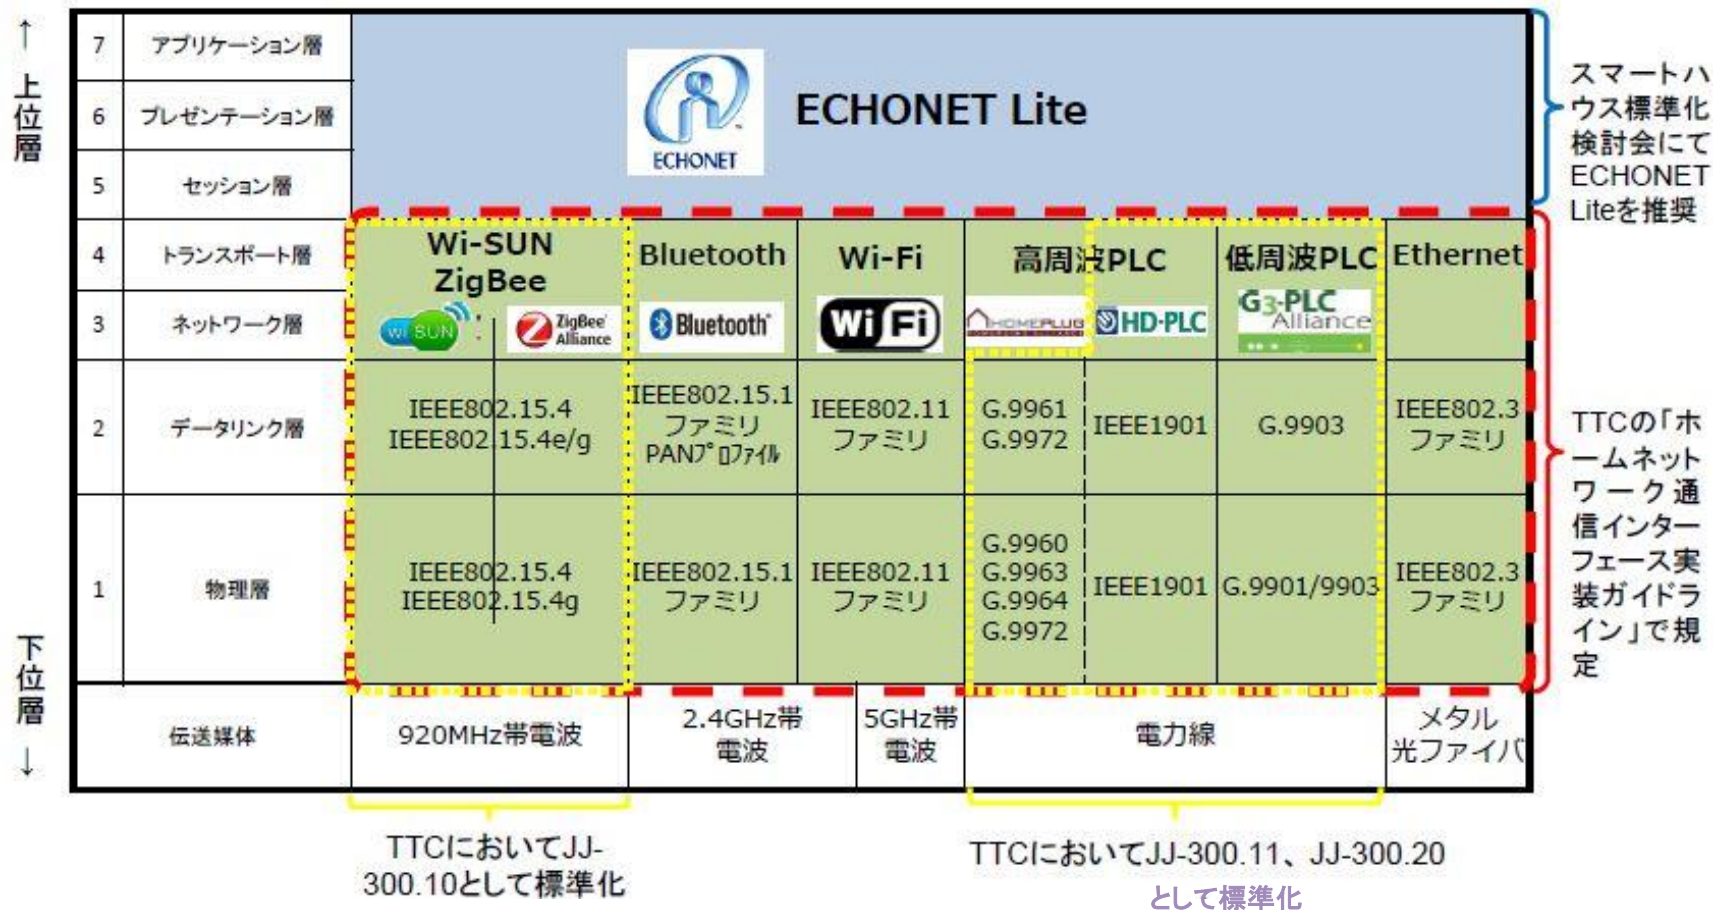 ↑
上位層
7 アプリケーション層
6 プレゼンテーション層
5 セッション層
ECHONET
ECHONET Lite
スマートハ
ウス標準化
検討会にて
ECHONET
Liteを推奨
4 トランスポート層
Wi-SUN
ZigBee
Bluetooth
Wi-Fi
高周波PLC
低周波PLC
Ethernet
3 ネットワーク層
Wi SUN
ZigBee
Alliance
Bluetooth
Wi Fi
HOMEPLUG
HD-PLC
G3-PLC
Alliance
2 データリンク層
IEEE802.15.4
IEEE802.15.4e/g
IEEE802.15.1
ファミリ
PANプロファイル
IEEE802.11
ファミリ
G.9961
G.9972
IEEE1901
G.9903
IEEE802.3
ファミリ
1 物理層
IEEE802.15.4
IEEE802.15.4g
IEEE802.15.1
ファミリ
IEEE802.11
ファミリ
G.9960
G.9963
G.9964
G.9972
IEEE1901
G.9901/9903
IEEE802.3
ファミリ
TTCの「ホ
ームネット
ワーク通
信インター
フェース実
装ガイドラ
イン」で規
定
下位層
↓
伝送媒体
920MHz帯電波
2.4GHz帯
電波
5GHz帯
電波
電力線
メタル
光ファイバ
TTCにおいてJJ-
300.10として標準化
TTCにおいてJJ-300.11、JJ-300.20
として標準化